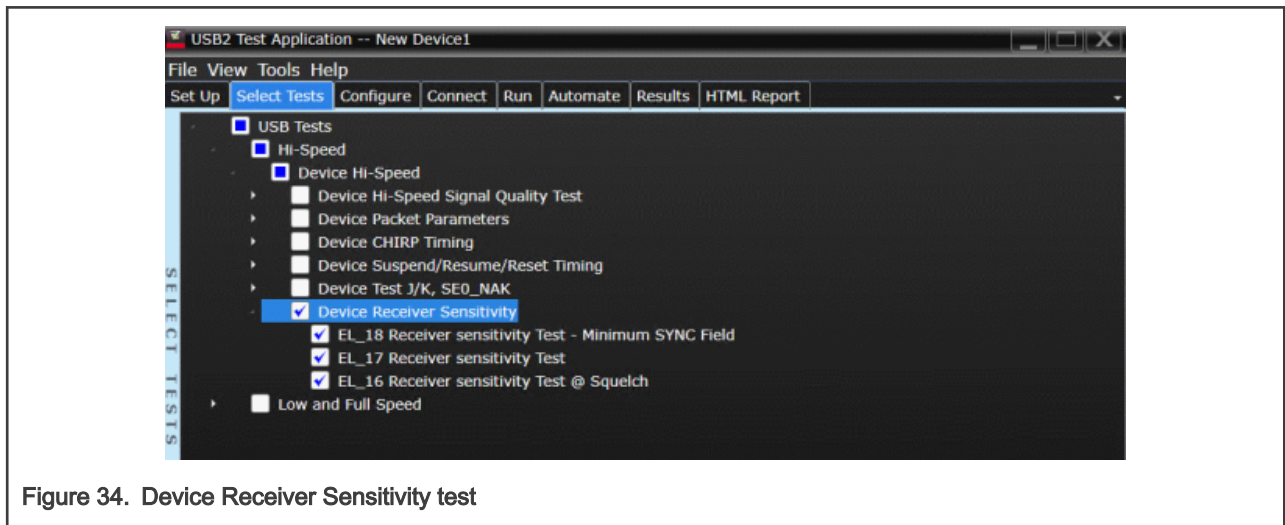 USB2 Test Application -- New Device1
File View Tools Help
Set Up Select Tests Configure Connect Run Automate Results HTML Report
USB Tests
Hi-Speed
Device Hi-Speed
Device Hi-Speed Signal Quality Test
Device Packet Parameters
Device CHIRP Timing
Device Suspend/Resume/Reset Timing
Device Test J/K, SE0_NAK
Device Receiver Sensitivity
EL_18 Receiver sensitivity Test - Minimum SYNC Field
EL_17 Receiver sensitivity Test
EL_16 Receiver sensitivity Test @ Squelch
Low and Full Speed
SELECT TESTS
Figure 34. Device Receiver Sensitivity test